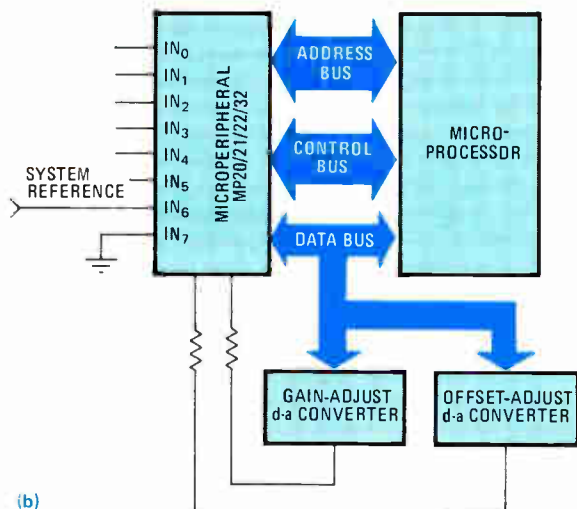 IN0
IN1
IN2
IN3
IN4
IN5
IN6
IN7
SYSTEM
REFERENCE
MICROPERIPHERAL
MP20/21/22/32
ADDRESS
BUS
CONTROL
BUS
DATA BUS
MICRO-
PROCESSDR
GAIN-ADJUST
d-a CONVERTER
OFFSET-ADJUST
d-a CONVERTER
(b)